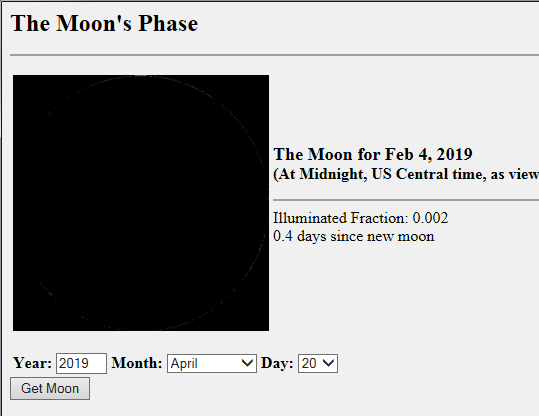 The Moon's Phase
The Moon for Feb 4, 2019
(At Midnight, US Central time, as view
Illuminated Fraction: 0.002
0.4 days since new moon
Year: 2019 Month: April Day: 20
Get Moon